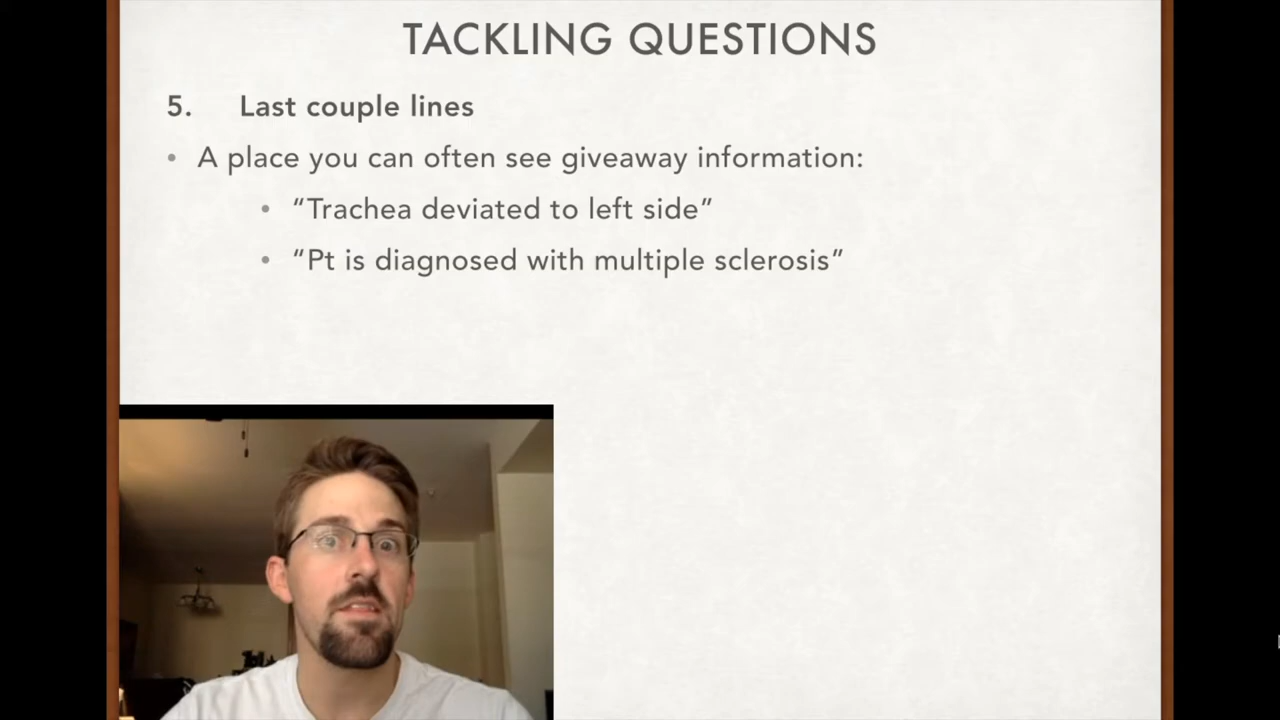 TACKLING QUESTIONS
5. Last couple lines
• A place you can often see giveaway information:
• “Trachea deviated to left side”
• “Pt is diagnosed with multiple sclerosis”